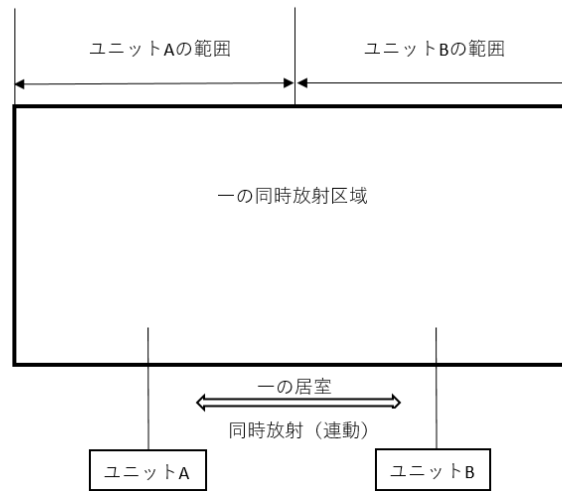 ユニットAの範囲
ユニットBの範囲
一の同時放射区域
一の居室
同時放射（連動）
ユニットA
ユニットB